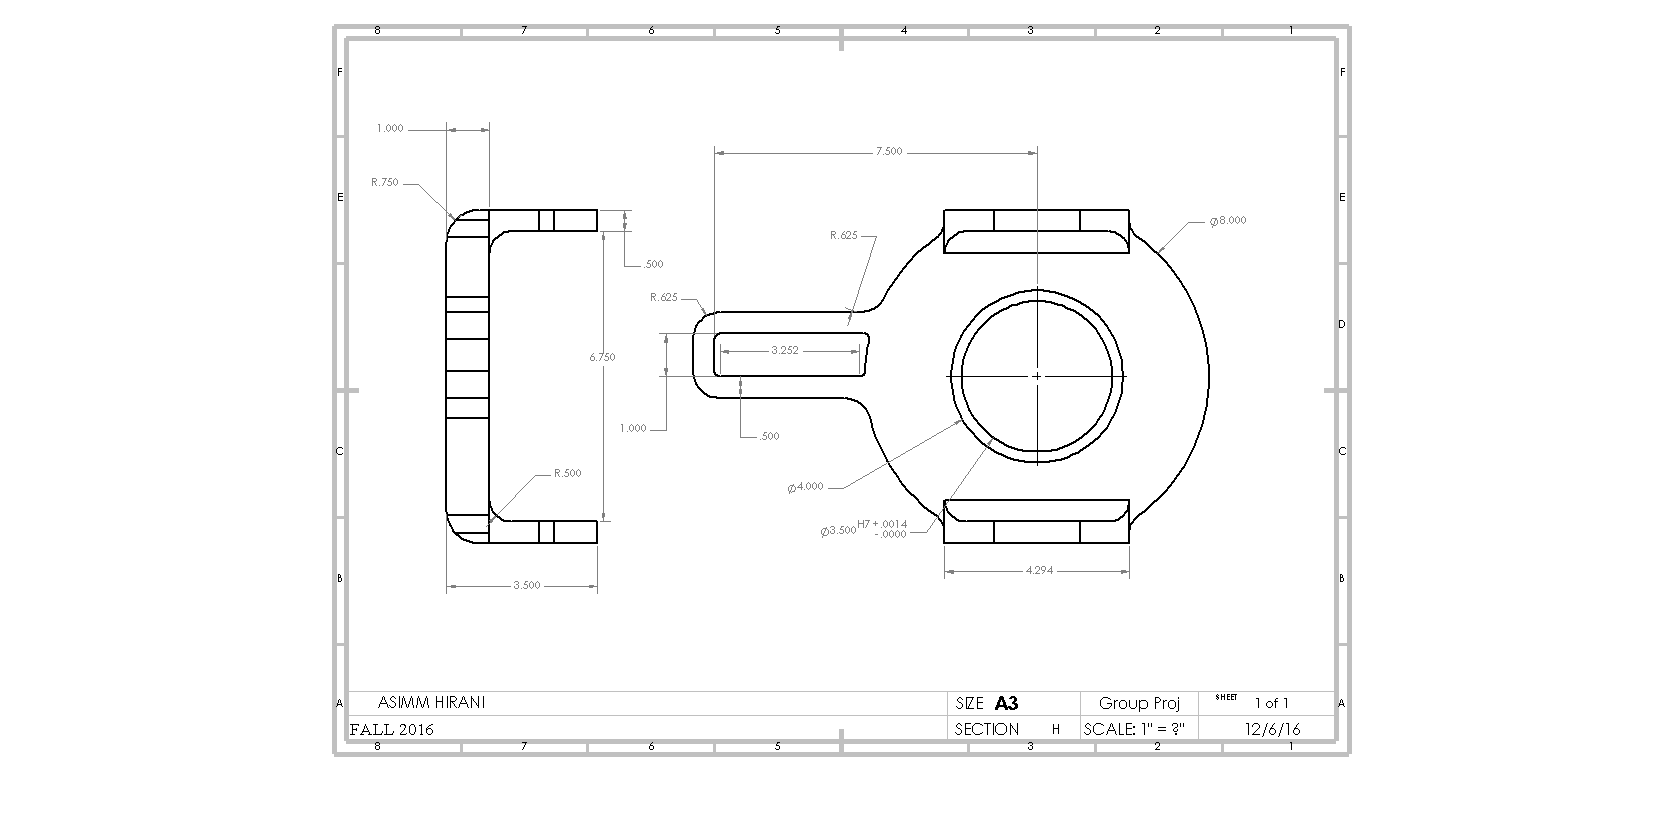 8 7 6 5 4 3 2 1
F F
1.000
7.500
R.750
E E
R.625
⌀8.000
.500
R.625
D D
3.252
6.750
1.000
.500
C C
R.500
⌀4.000
⌀3.500 H7 +.0014
-.0000
4.294
B B
3.500
ASIMM HIRANI SIZE A3 Group Proj SHEET 1 of 1
A A
FALL 2016 SECTION H SCALE: 1" = ?" 12/6/16
8 7 6 5 4 3 2 1